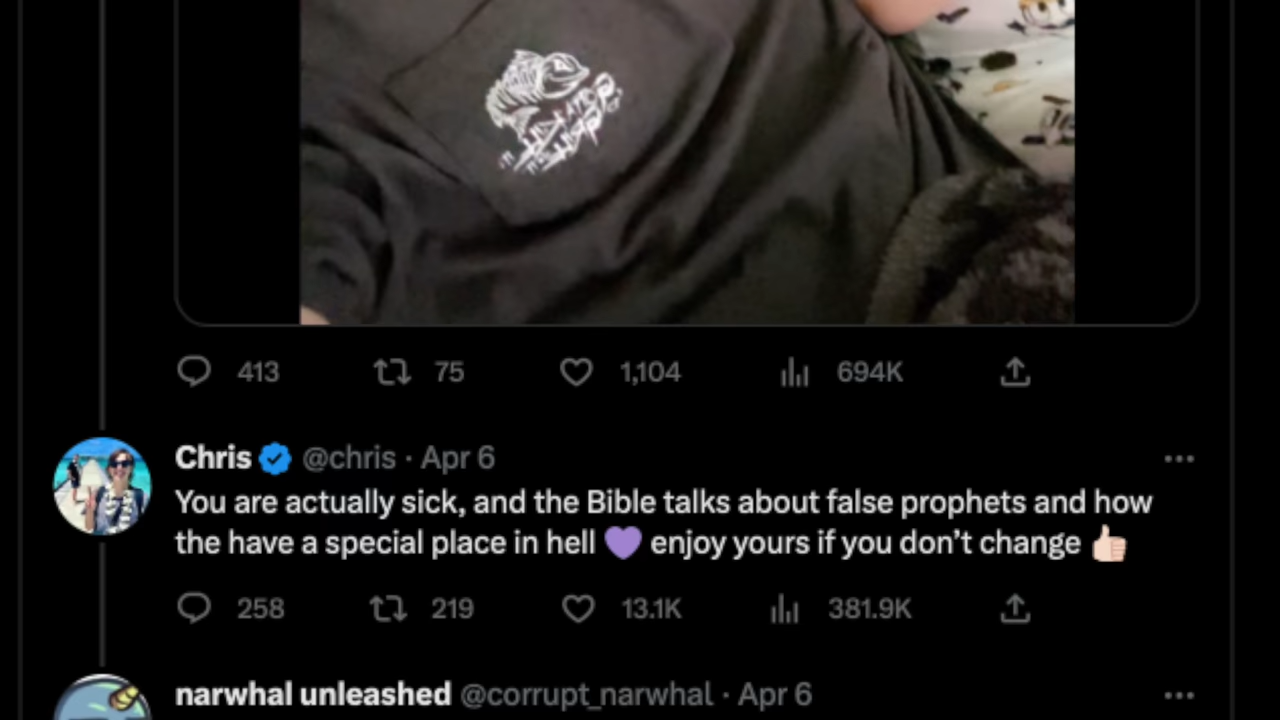 413 75 1,104 694K
Chris @chris · Apr 6
You are actually sick, and the Bible talks about false prophets and how
the have a special place in hell 💜 enjoy yours if you don’t change 👍🏻
258 219 13.1K 381.9K
narwhal unleashed @corrupt_narwhal · Apr 6